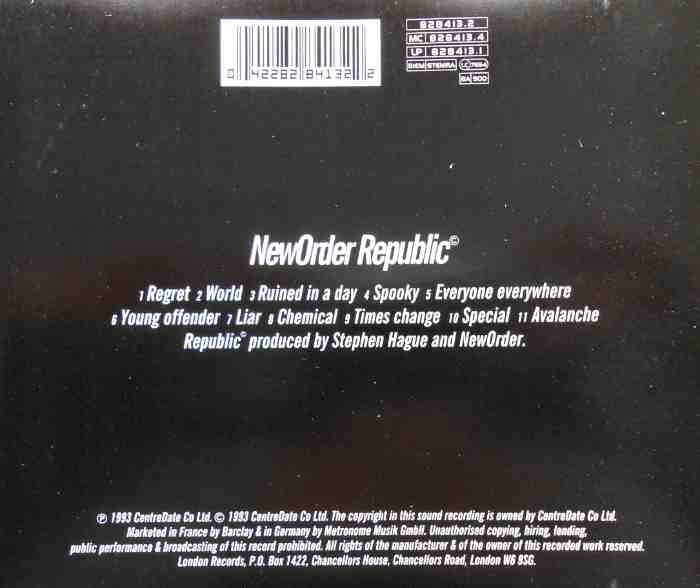 828413.2
MC 828413.4
LP 828413.1
BIEM/STEMRA LC 7654
BA 900
0 42282 84132 2
NewOrder Republic©
1 Regret 2 World 3 Ruined in a day 4 Spooky 5 Everyone everywhere
6 Young offender 7 Liar 8 Chemical 9 Times change 10 Special 11 Avalanche
Republic© produced by Stephen Hague and NewOrder.
℗ 1993 CentreDate Co Ltd. © 1993 CentreDate Co Ltd. The copyright in this sound recording is owned by CentreDate Co Ltd.
Marketed in France by Barclay & in Germany by Metronome Musik GmbH. Unauthorised copying, hiring, lending,
public performance & broadcasting of this record prohibited. All rights of the manufacturer & of the owner of this recorded work reserved.
London Records, P.O. Box 1422, Chancellors House, Chancellors Road, London W6 9SG.